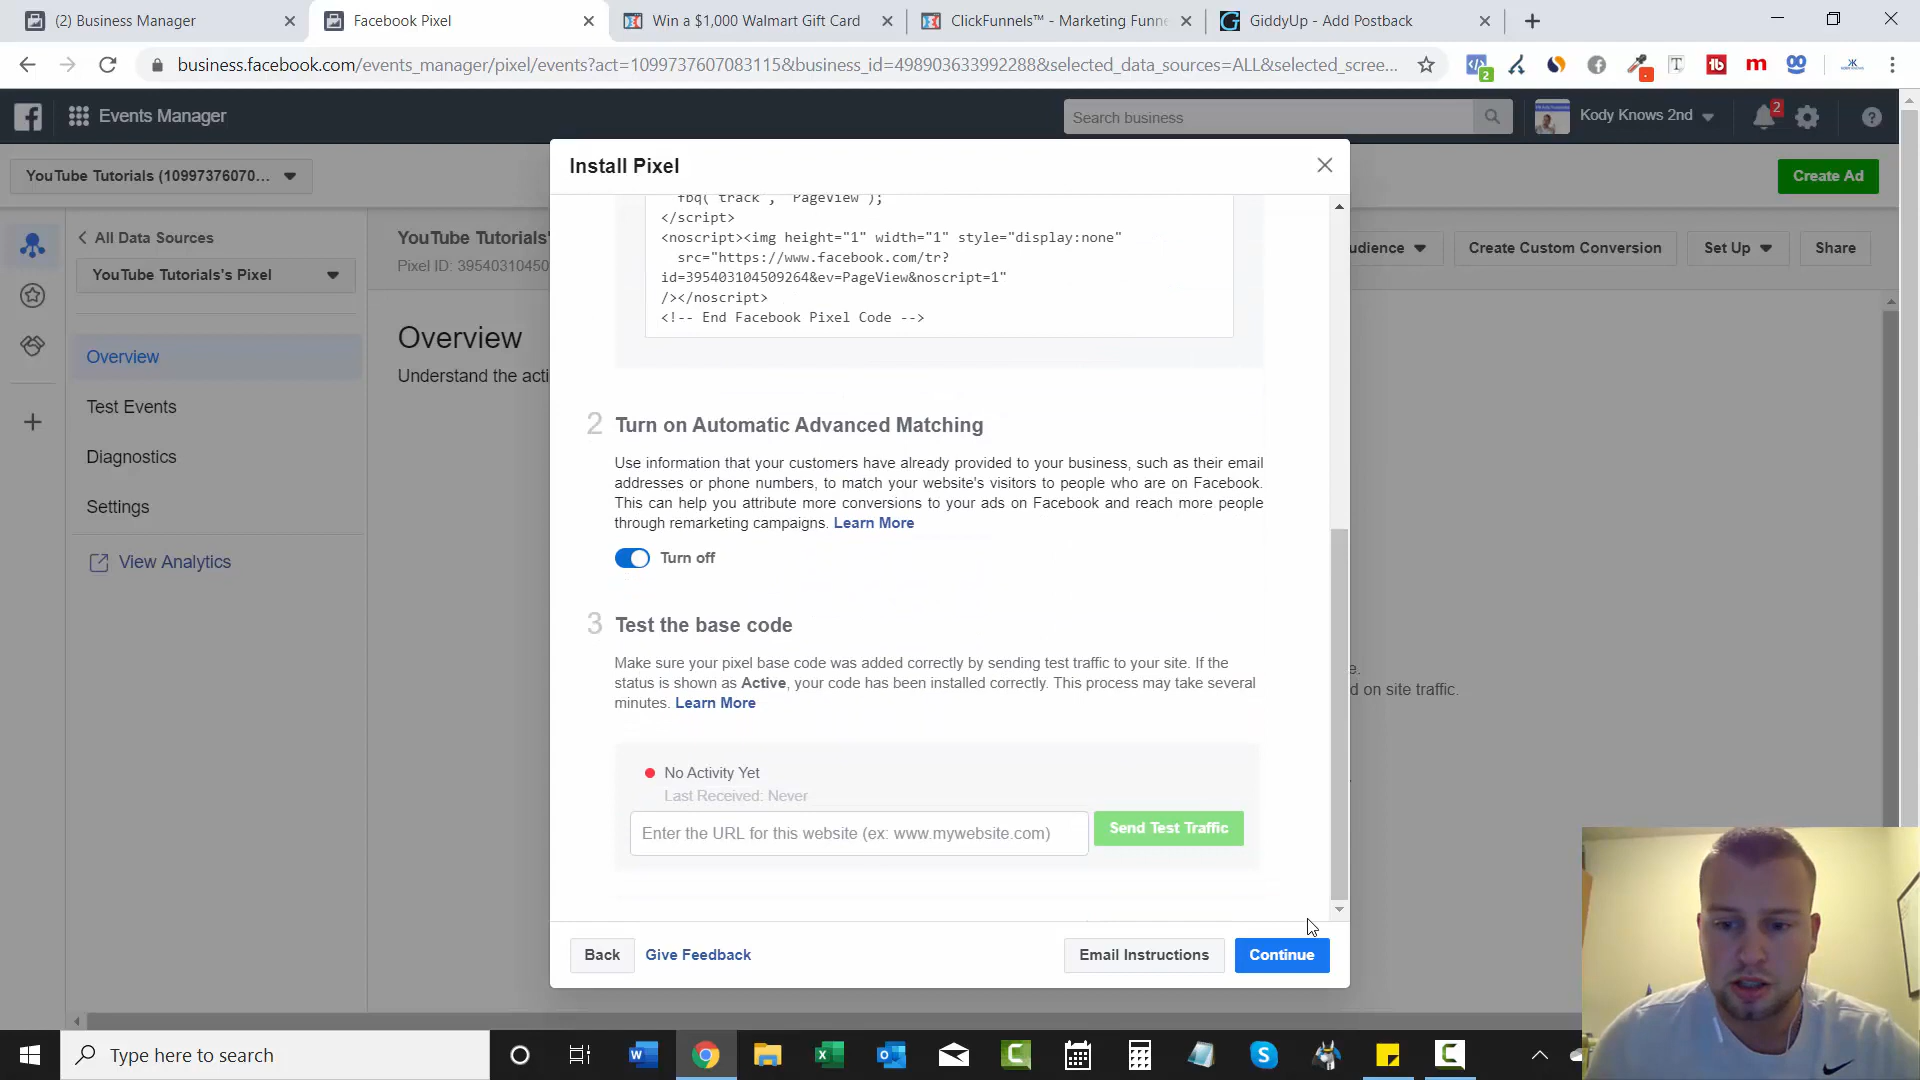 (2) Business Manager
Facebook Pixel
Win a $1,000 Walmart Gift Card
ClickFunnels™ - Marketing Funne
GiddyUp - Add Postback
business.facebook.com/events_manager/pixel/events?act=1099737607083115&business_id=498903633992288&selected_data_sources=ALL&selected_scree...
Events Manager
Search business
Kody Knows 2nd
2
YouTube Tutorials (10997376070...
Create Ad
Install Pixel
All Data Sources
YouTube Tutorials's Pixel
YouTube Tutorials'
Pixel ID: 39540310450
udience
Create Custom Conversion
Set Up
Share
Overview
Test Events
Diagnostics
Settings
View Analytics
Overview
Understand the acti
fbq('track', 'PageView');
</script>
<noscript><img height="1" width="1" style="display:none"
src="https://www.facebook.com/tr?
id=395403104509264&ev=PageView&noscript=1"
/></noscript>
<!-- End Facebook Pixel Code -->
2 Turn on Automatic Advanced Matching
Use information that your customers have already provided to your business, such as their email
addresses or phone numbers, to match your website's visitors to people who are on Facebook.
This can help you attribute more conversions to your ads on Facebook and reach more people
through remarketing campaigns. Learn More
Turn off
3 Test the base code
Make sure your pixel base code was added correctly by sending test traffic to your site. If the
status is shown as Active, your code has been installed correctly. This process may take several
minutes. Learn More
e.
d on site traffic.
No Activity Yet
Last Received: Never
Enter the URL for this website (ex: www.mywebsite.com)
Send Test Traffic
Back
Give Feedback
Email Instructions
Continue
Type here to search